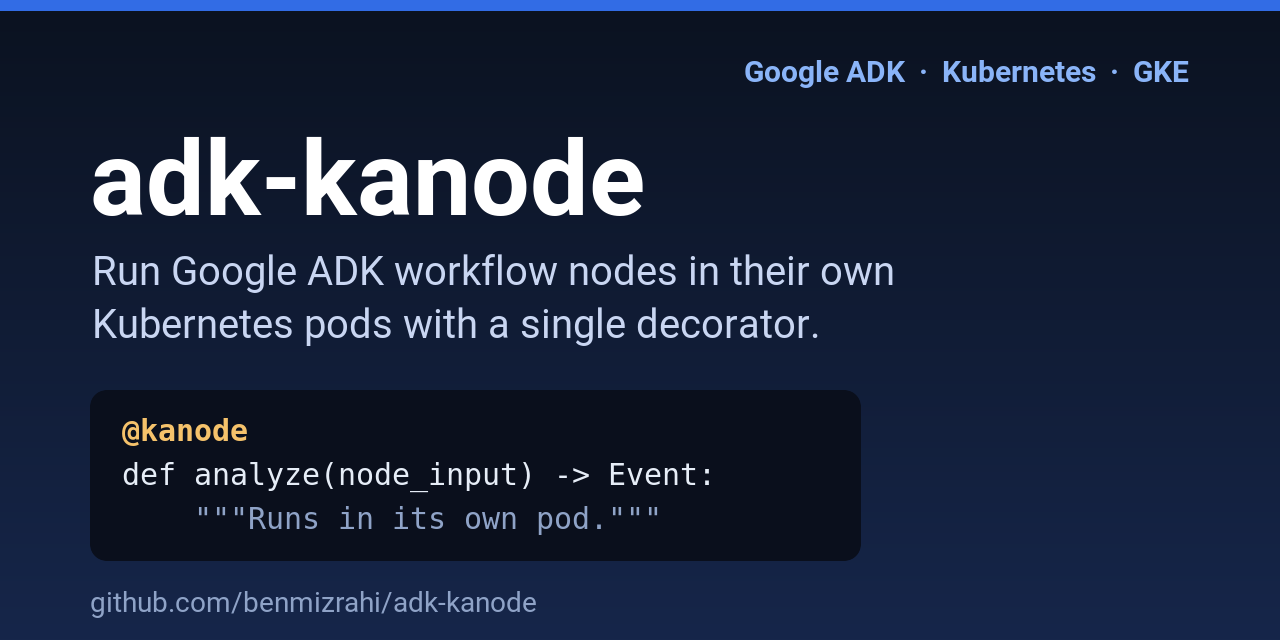 Google ADK · Kubernetes · GKE
adk-kanode
Run Google ADK workflow nodes in their own
Kubernetes pods with a single decorator.
@kanode
def analyze(node_input) -> Event:
    """Runs in its own pod."""
github.com/benmizrahi/adk-kanode